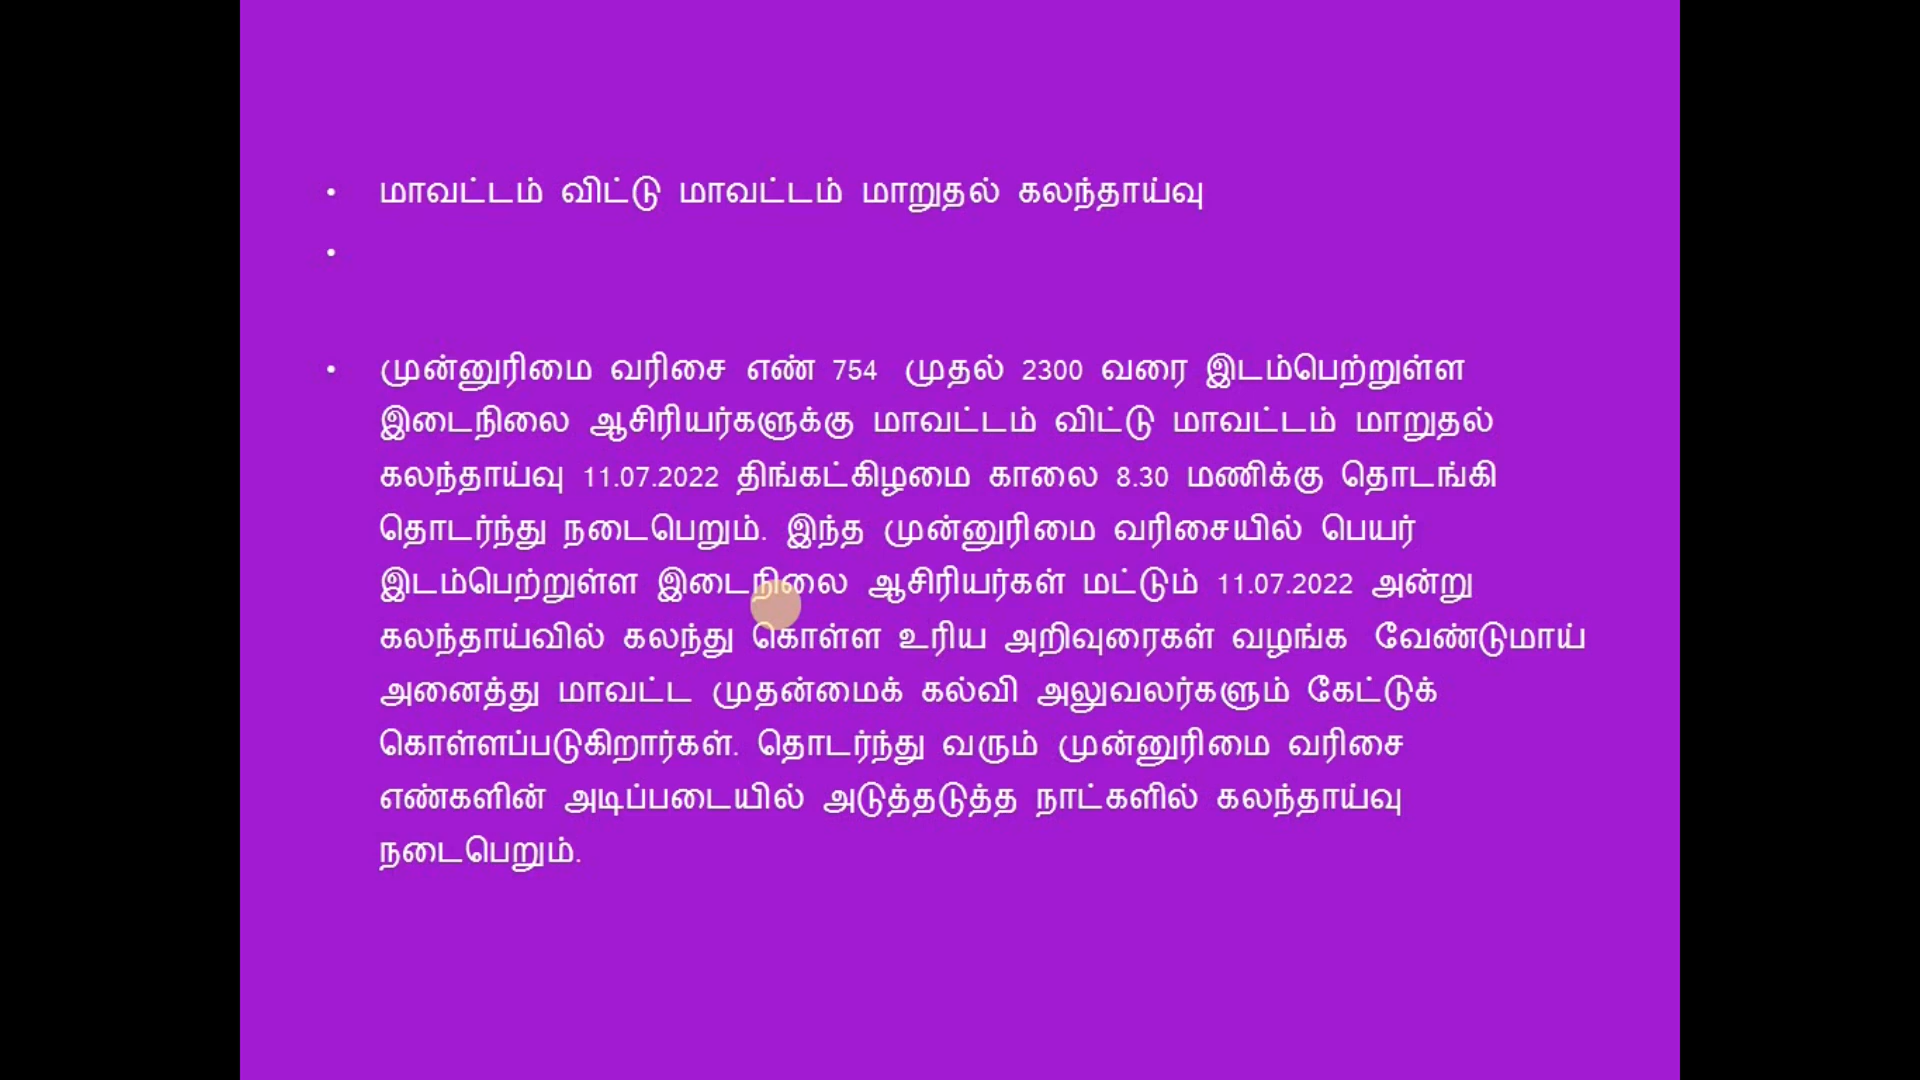 • மாவட்டம் விட்டு மாவட்டம் மாறுதல் கலந்தாய்வு
•
• முன்னுரிமை வரிசை எண் 754 முதல் 2300 வரை இடம்பெற்றுள்ள
இடைநிலை ஆசிரியர்களுக்கு மாவட்டம் விட்டு மாவட்டம் மாறுதல்
கலந்தாய்வு 11.07.2022 திங்கட்கிழமை காலை 8.30 மணிக்கு தொடங்கி
தொடர்ந்து நடைபெறும். இந்த முன்னுரிமை வரிசையில் பெயர்
இடம்பெற்றுள்ள இடைநிலை ஆசிரியர்கள் மட்டும் 11.07.2022 அன்று
கலந்தாய்வில் கலந்து கொள்ள உரிய அறிவுரைகள் வழங்க வேண்டுமாய்
அனைத்து மாவட்ட முதன்மைக் கல்வி அலுவலர்களும் கேட்டுக்
கொள்ளப்படுகிறார்கள். தொடர்ந்து வரும் முன்னுரிமை வரிசை
எண்களின் அடிப்படையில் அடுத்தடுத்த நாட்களில் கலந்தாய்வு
நடைபெறும்.